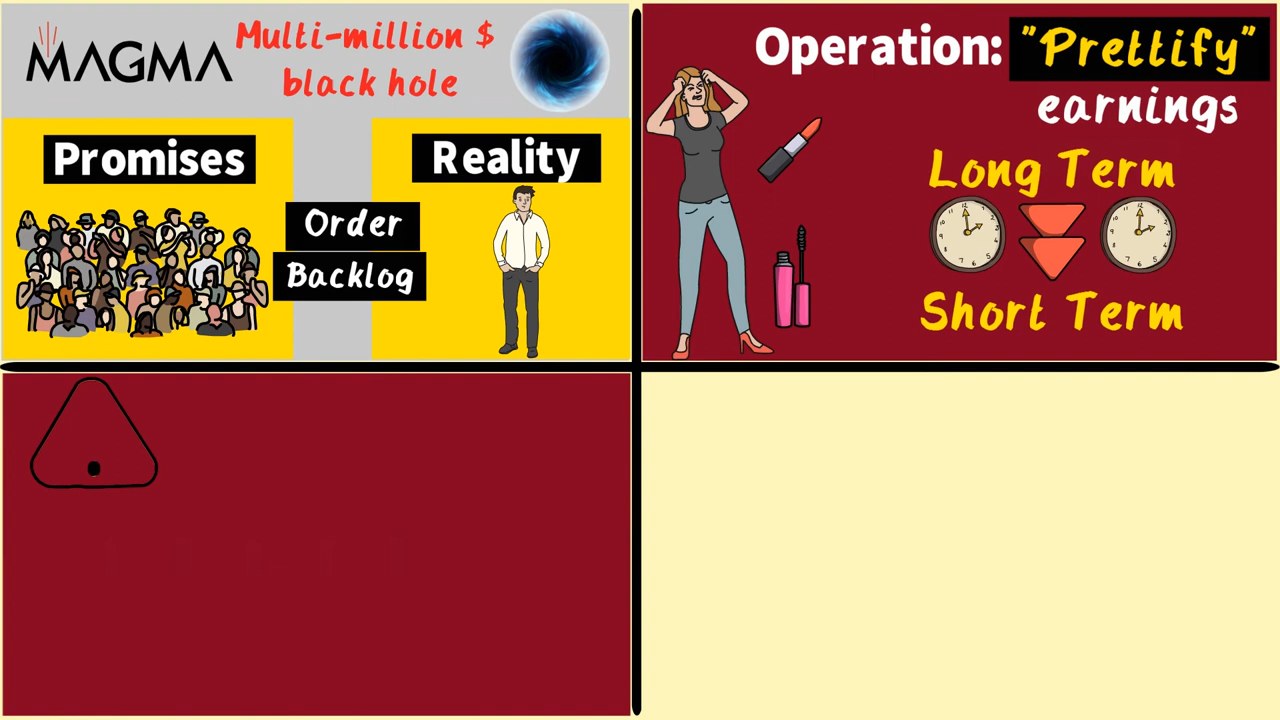 MAGMA
Multi-million $
black hole
Promises
Reality
Order
Backlog
Operation: "Prettify"
earnings
Long Term
Short Term